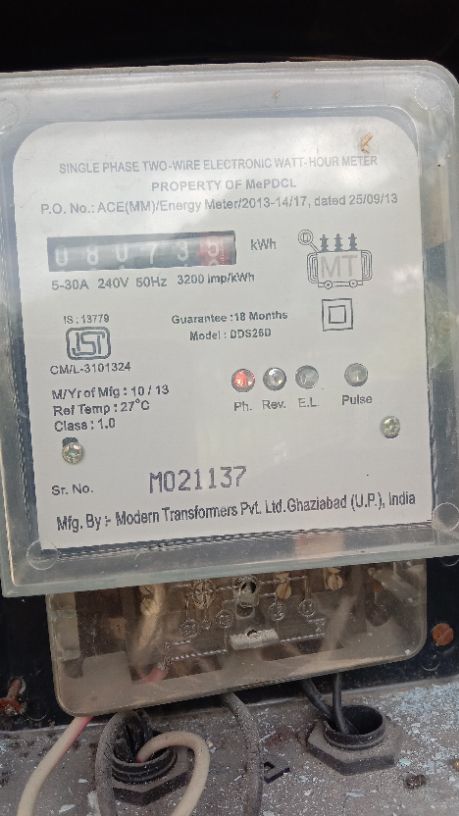 SINGLE PHASE TWO-WIRE ELECTRONIC WATT-HOUR METER
PROPERTY OF MePDCL
P.O. No.: ACE(MM)/Energy Meter/2013-14/17, dated 25/09/13
08073 kWh
MT
5-30A 240V 50Hz 3200 imp/kWh
IS : 13779
Guarantee :18 Months
Model : DDS26D
ISI
CM/L-3101324
M/Yr of Mfg : 10 / 13
Ref Temp : 27°C
Class : 1.0
Ph. Rev. E.L. Pulse
Sr. No. M021137
Mfg. By :- Modern Transformers Pvt. Ltd. Ghaziabad (U.P.), India